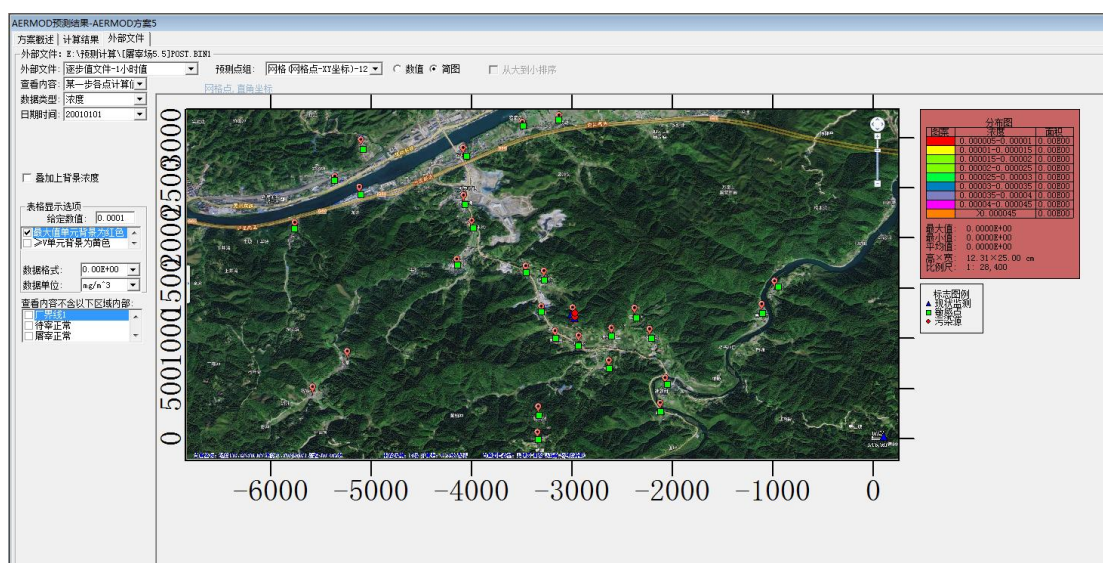 AERMOD预测结果-AERMOD方案5
方案概述 计算结果 外部文件
外部文件: E:\预测计算\[屠宰场5.5]POST.BIN1
外部文件: 逐步值文件-1小时值 预测点组: 网格(网格点-XY坐标)-12 数值 简图 从大到小排序
查看内容: 某一步各点计算值
网格点,直角坐标
数据类型: 浓度
日期时间: 20010101
叠加上背景浓度
表格显示选项
给定数值: 0.0001
最大值单元背景为红色
≥V单元背景为黄色
数据格式: 0.00E+00
数据单位: mg/m^3
查看内容不含以下区域内部:
厂界线1
待宰正常
屠宰正常
3000
2500
2000
1500
1000
500
0
-6000 -5000 -4000 -3000 -2000 -1000 0
分布图
图案 浓度 面积
0.000005-0.00001 0.00E00
0.00001-0.000015 0.00E00
0.000015-0.00002 0.00E00
0.00002-0.000025 0.00E00
0.000025-0.00003 0.00E00
0.00003-0.000035 0.00E00
0.000035-0.00004 0.00E00
0.00004-0.000045 0.00E00
>0.000045 0.00E00
最大值: 0.0000E+00
最小值: 0.0000E+00
平均值: 0.0000E+00
高×宽: 12.31×25.00 cm
比例尺: 1: 28,400
标志图例
现状监测
敏感点
污染源